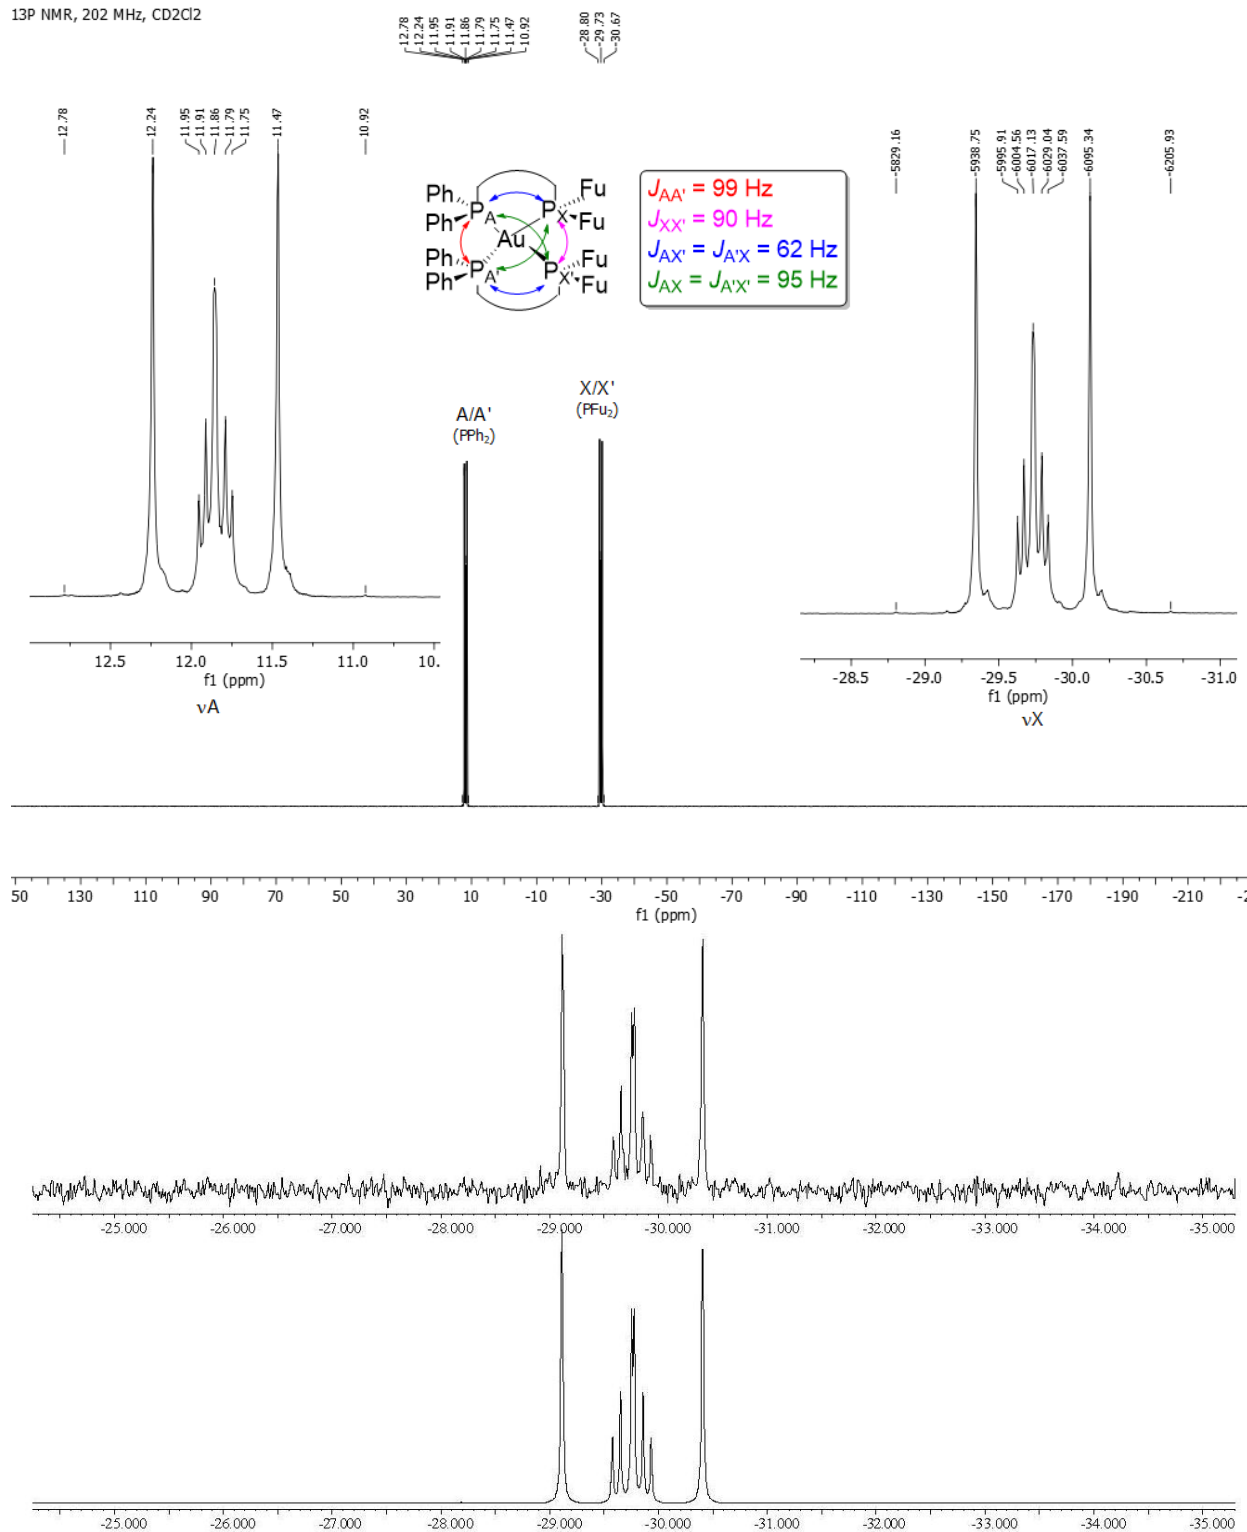 13P NMR, 202 MHz, CD2Cl2
12.78
12.24
11.95
11.91
11.86
11.79
11.75
11.47
10.92
-28.80
-29.73
-30.67
12.78
12.24
11.95
11.91
11.86
11.79
11.75
11.47
10.92
-5829.16
-5938.75
-5995.91
-6004.56
-6017.13
-6029.04
-6037.59
-6095.34
-6205.93
Ph Fu
Ph PA PX Fu
Au
Ph PA' PX' Fu
Ph Fu
JAA' = 99 Hz
JXX' = 90 Hz
JAX' = JA'X = 62 Hz
JAX = JA'X' = 95 Hz
A/A'
(PPh2)
X/X'
(PFu2)
12.5 12.0 11.5 11.0 10.
f1 (ppm)
νA
-28.5 -29.0 -29.5 -30.0 -30.5 -31.0
f1 (ppm)
νX
50 130 110 90 70 50 30 10 -10 -30 -50 -70 -90 -110 -130 -150 -170 -190 -210 -2
f1 (ppm)
-25.000 -26.000 -27.000 -28.000 -29.000 -30.000 -31.000 -32.000 -33.000 -34.000 -35.000
-25.000 -26.000 -27.000 -28.000 -29.000 -30.000 -31.000 -32.000 -33.000 -34.000 -35.000